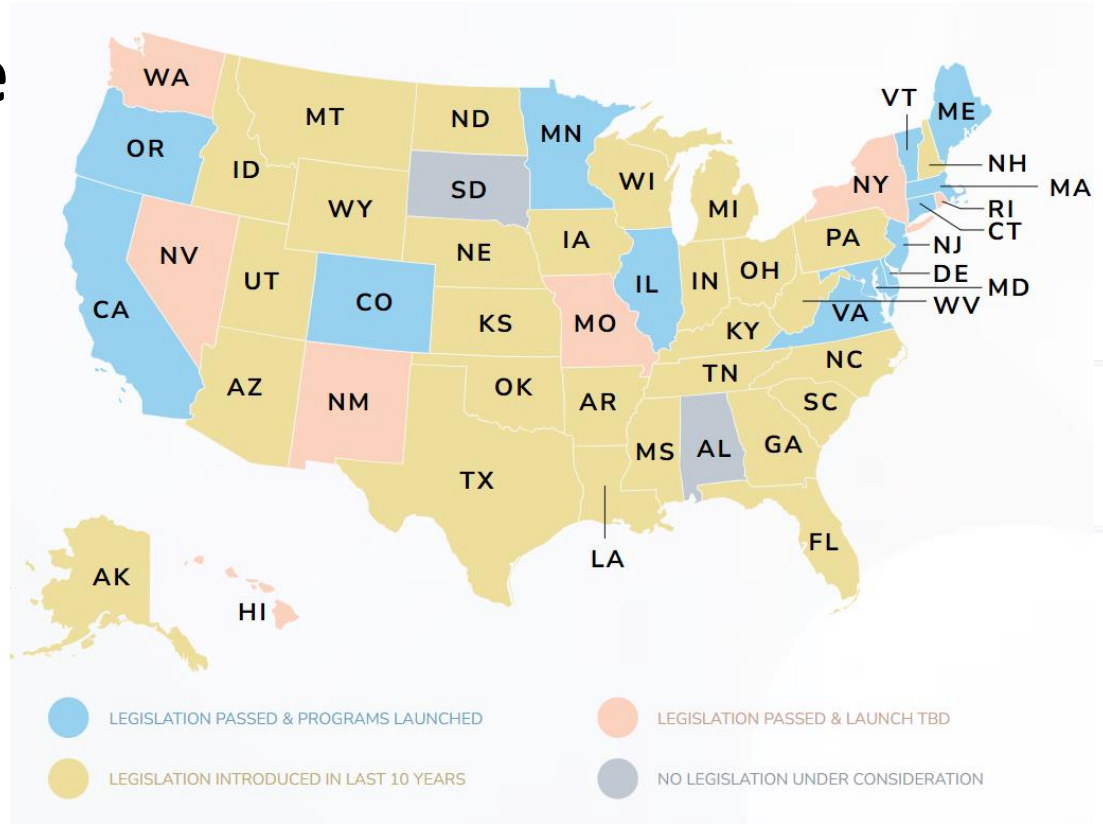 e
WA
MT
ND
MN
VT
ME
OR
ID
SD
WI
NH
MA
WY
MI
NY
RI
CT
NV
NE
IA
PA
NJ
UT
CO
IL
IN
OH
DE
MD
WV
CA
KS
MO
KY
VA
AZ
NM
OK
AR
TN
NC
SC
TX
MS
AL
GA
LA
FL
AK
HI
LEGISLATION PASSED & PROGRAMS LAUNCHED
LEGISLATION PASSED & LAUNCH TBD
LEGISLATION INTRODUCED IN LAST 10 YEARS
NO LEGISLATION UNDER CONSIDERATION